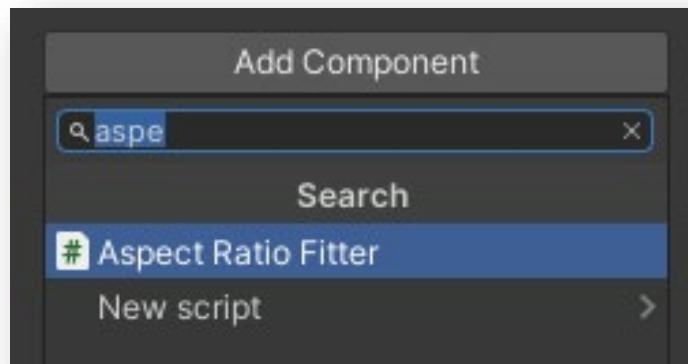 Add Component
aspe
Search
# Aspect Ratio Fitter
New script